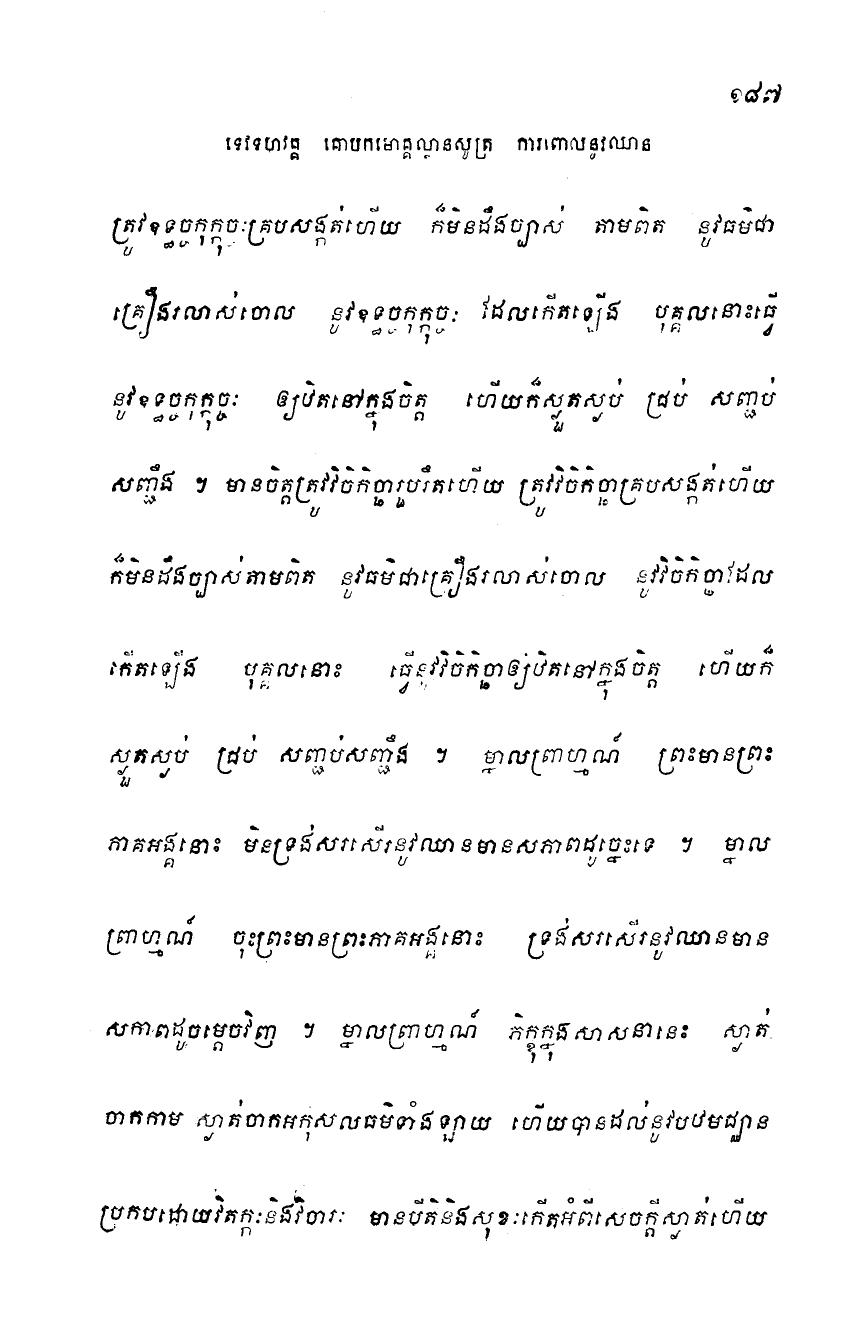 ១៨៧
ទេវទហវគ្គ គោបកមោគ្គល្លានសូត្រ ការពោលនូវឈាន
ត្រូវឧទ្ធច្ចកុក្កុច្ចៈគ្របសង្កត់ហើយ ក៏មិនដឹងច្បាស់ តាមពិត នូវធម៌ជា
គ្រឿងរលាស់ចោល នូវឧទ្ធច្ចកុក្កុច្ចៈ ដែលកើតឡើង បុគ្គលនោះធ្វើ
នូវឧទ្ធច្ចកុក្កុច្ចៈ ឲ្យឋិតនៅក្នុងចិត្ត ហើយក៏ស្លួតស្លប់ ជ្រប់ សញ្ជប់
សញ្ជឹង ។ មានចិត្តត្រូវវិចិកិច្ឆារួបរឹតហើយ ត្រូវវិចិកិច្ឆាគ្របសង្កត់ហើយ
ក៏មិនដឹងច្បាស់តាមពិត នូវធម៌ជាគ្រឿងរលាស់ចោល នូវវិចិកិច្ឆាដែល
កើតឡើង បុគ្គលនោះ ធ្វើនូវវិចិកិច្ឆាឲ្យឋិតនៅក្នុងចិត្ត ហើយក៏
ស្លួតស្លប់ ជ្រប់ សញ្ជប់សញ្ជឹង ។ ម្នាលព្រាហ្មណ៍ ព្រះមានព្រះ
ភាគអង្គនោះ មិនទ្រង់សរសើរនូវឈានមានសភាពដូច្នេះទេ ។ ម្នាល
ព្រាហ្មណ៍ ចុះព្រះមានព្រះភាគអង្គនោះ ទ្រង់សរសើរនូវឈានមាន
សភាពដូចម្តេចវិញ ។ ម្នាលព្រាហ្មណ៍ ភិក្ខុក្នុងសាសនានេះ ស្ងាត់
ចាកកាម ស្ងាត់ចាកអកុសលធម៌ទាំងឡាយ ហើយបានដល់នូវបឋមជ្ឈាន
ប្រកបដោយវិតក្កៈនិងវិចារៈ មានបីតិនិងសុខៈកើតអំពីសេចក្តីស្ងាត់ហើយ